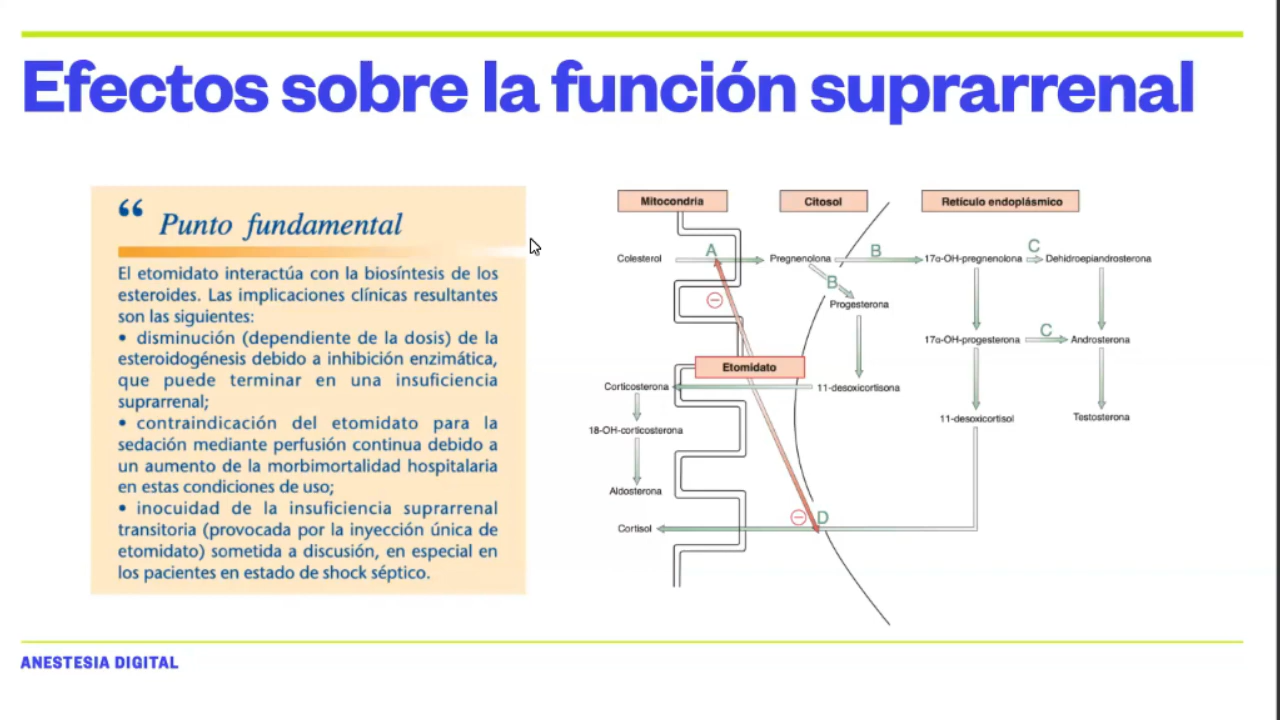 Efectos sobre la función suprarrenal
“ Punto fundamental
El etomidato interactúa con la biosíntesis de los
esteroides. Las implicaciones clínicas resultantes
son las siguientes:
• disminución (dependiente de la dosis) de la
esteroidogénesis debido a inhibición enzimática,
que puede terminar en una insuficiencia
suprarrenal;
• contraindicación del etomidato para la
sedación mediante perfusión continua debido a
un aumento de la morbimortalidad hospitalaria
en estas condiciones de uso;
• inocuidad de la insuficiencia suprarrenal
transitoria (provocada por la inyección única de
etomidato) sometida a discusión, en especial en
los pacientes en estado de shock séptico.
Mitocondria
Citosol
Retículo endoplásmico
Colesterol
A
Pregnenolona
B
17α-OH-pregnenolona
C
Dehidroepiandrosterona
B
Progesterona
17α-OH-progesterona
C
Androsterona
Etomidato
Corticosterona
11-desoxicortisona
18-OH-corticosterona
11-desoxicortisol
Testosterona
Aldosterona
Cortisol
D
ANESTESIA DIGITAL